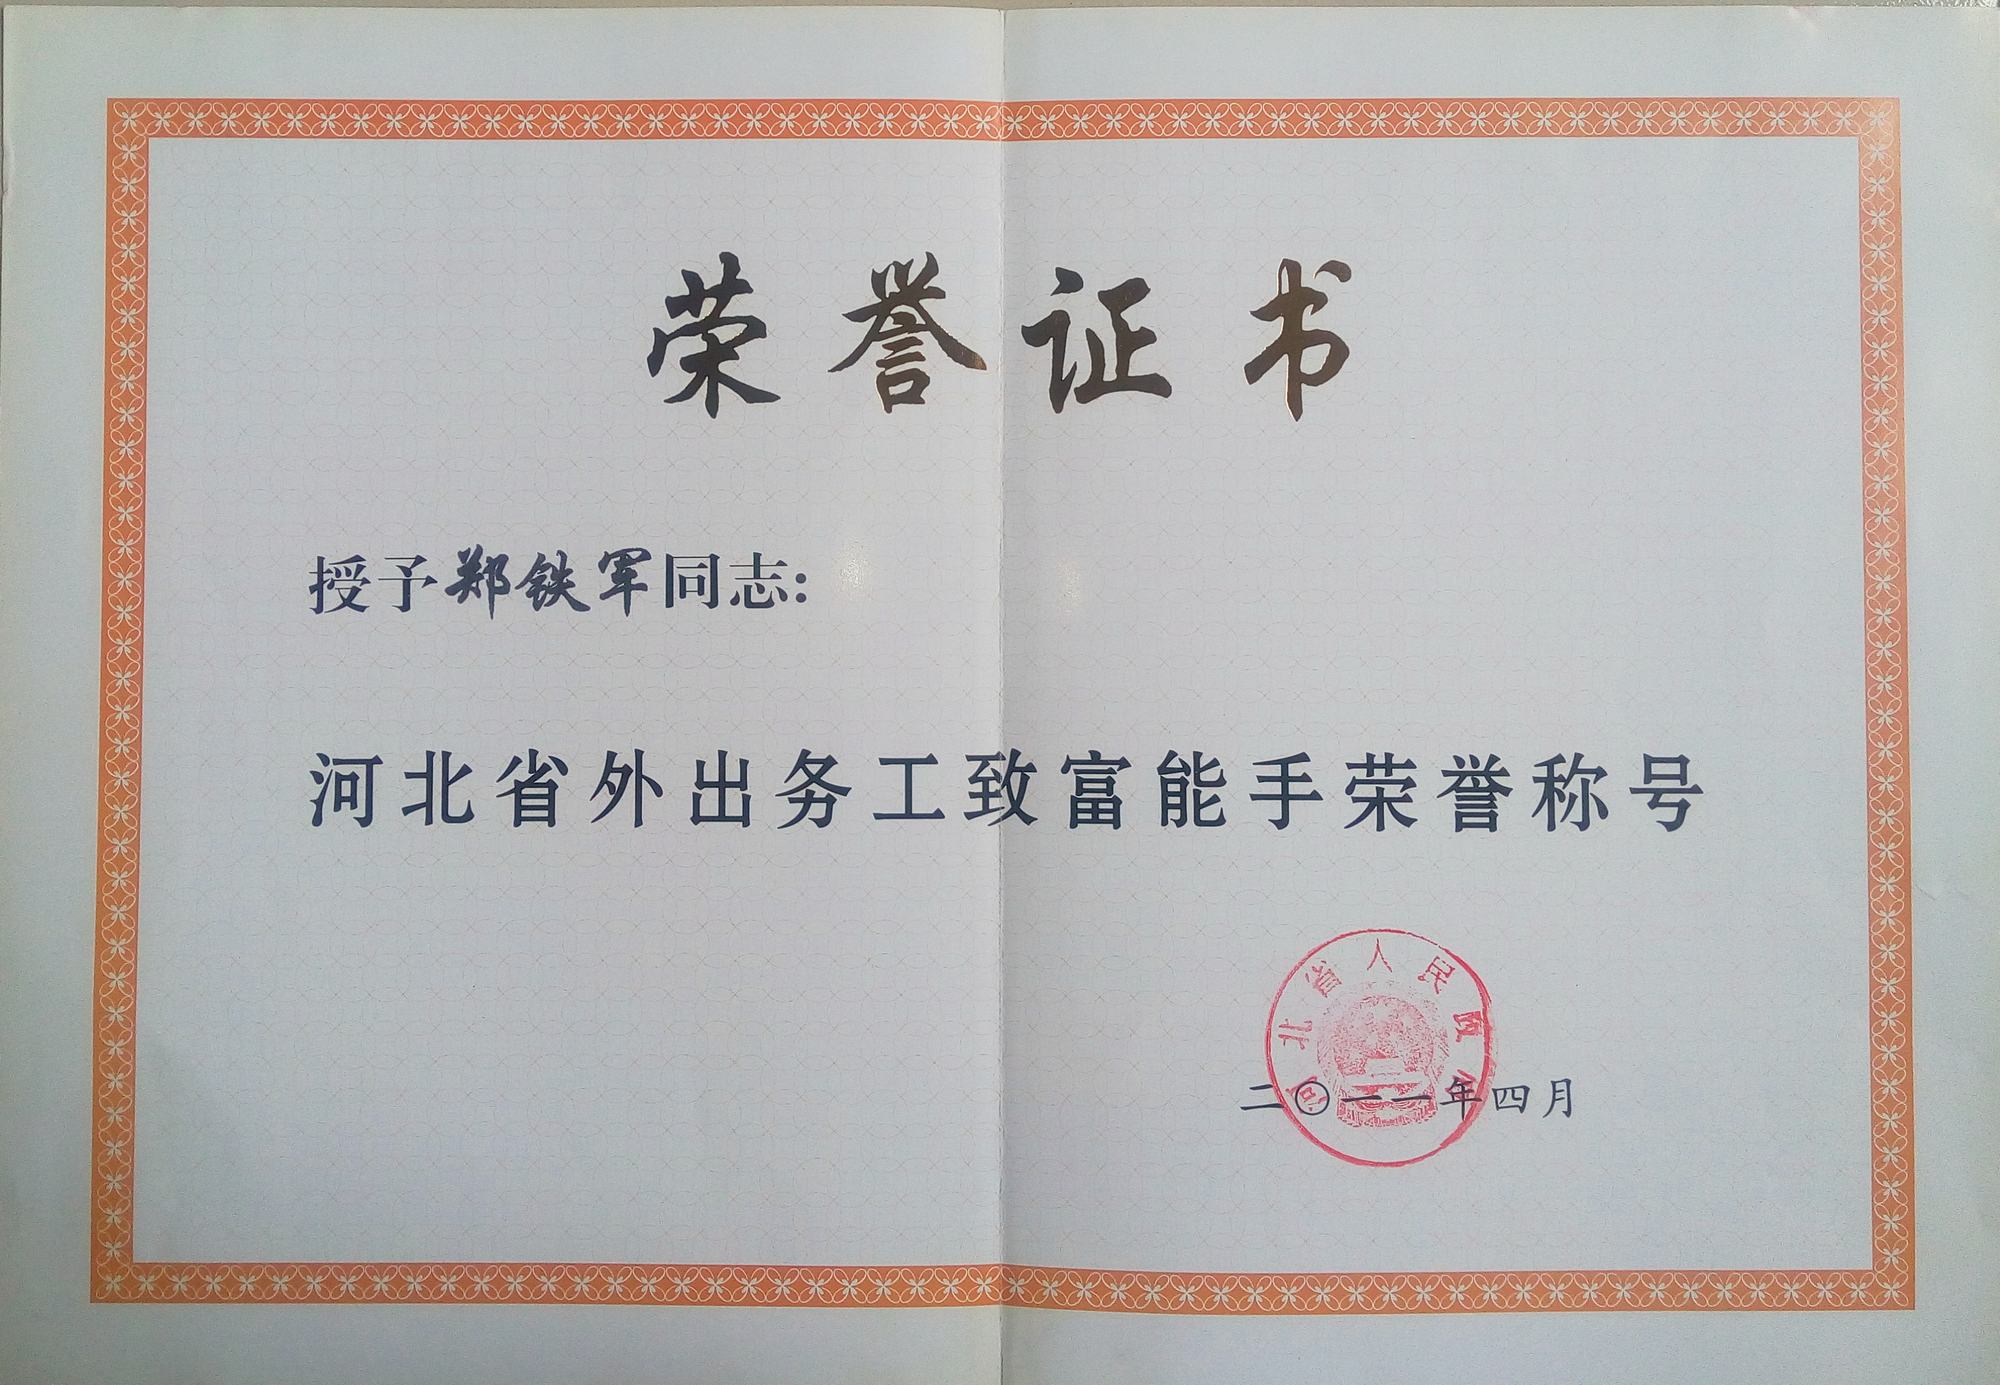 荣誉证书
授予郑铁军同志:
河北省外出务工致富能手荣誉称号
河北省人民政府
二〇一一年四月